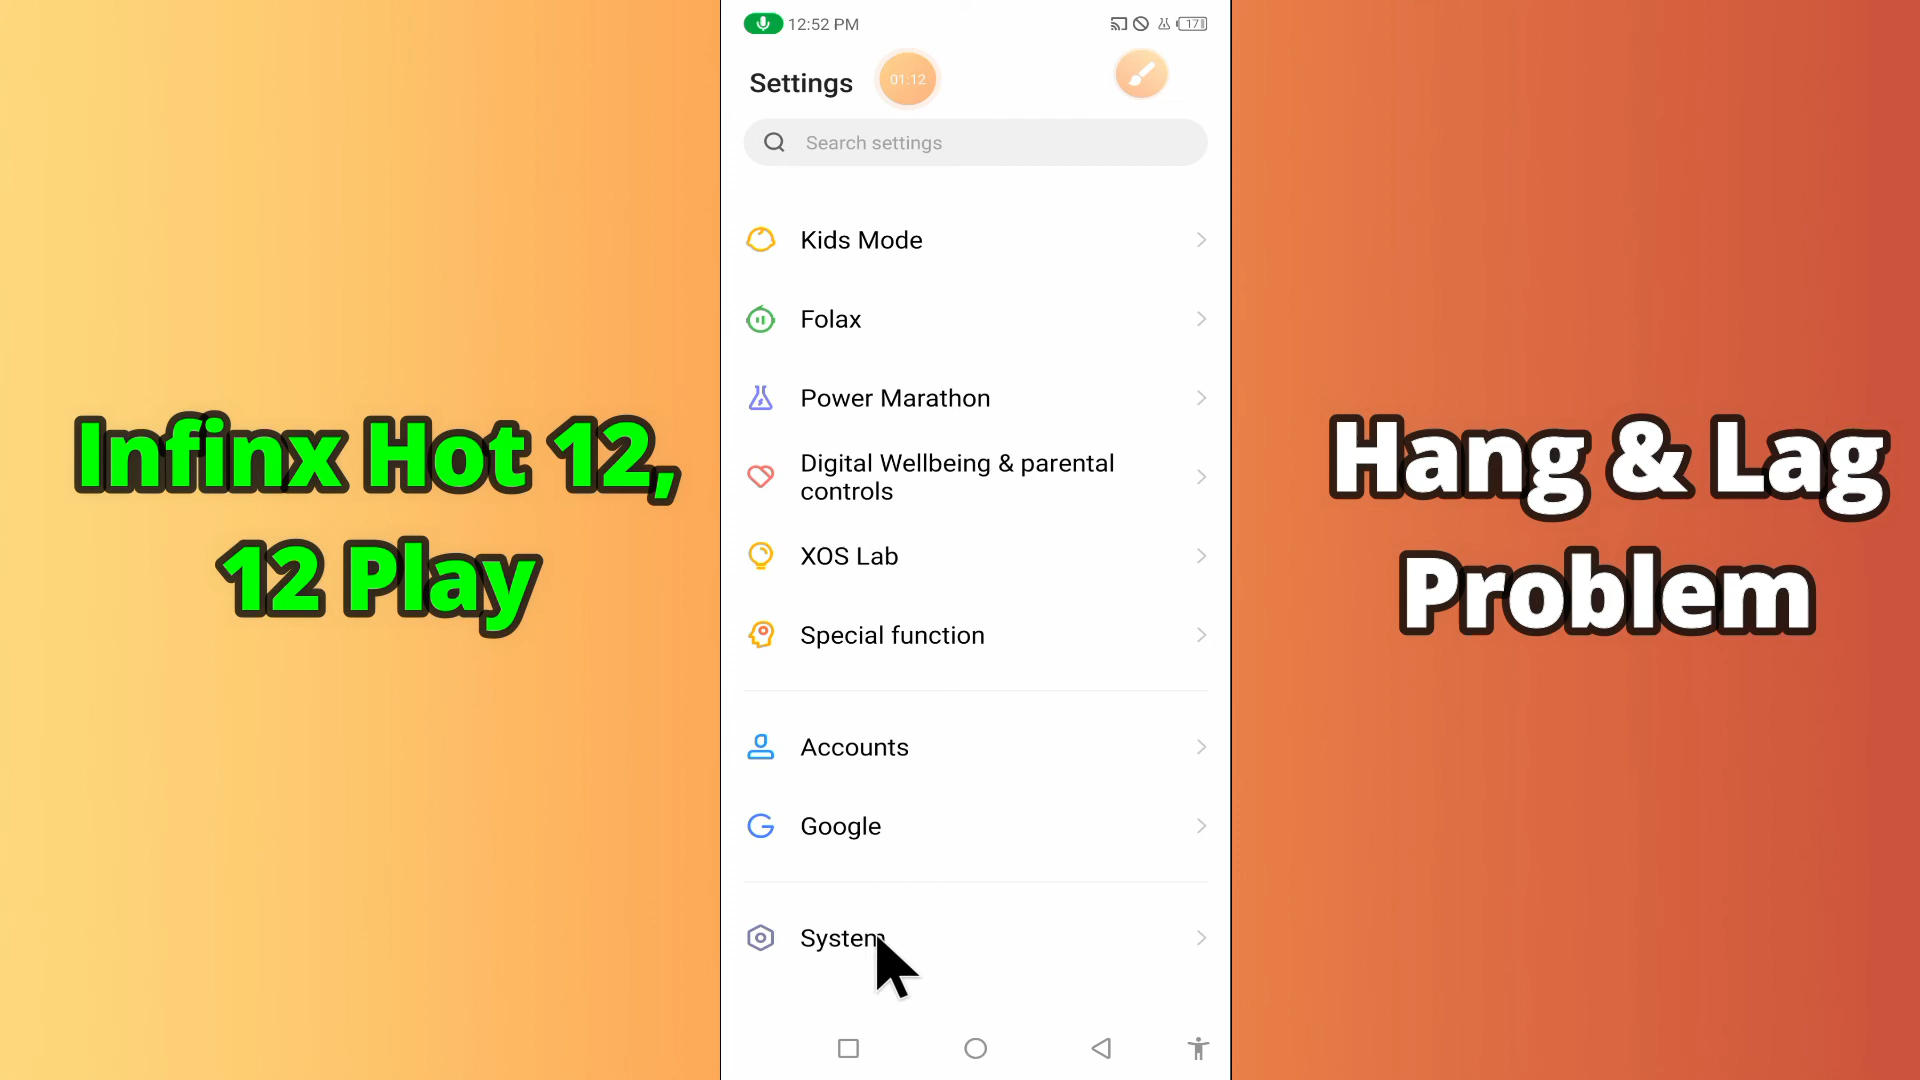 12:52 PM
17
Settings
01:12
Search settings
Kids Mode
Folax
Power Marathon
Digital Wellbeing & parental
controls
XOS Lab
Special function
Accounts
Google
System
Infinx Hot 12,
12 Play
Hang & Lag
Problem